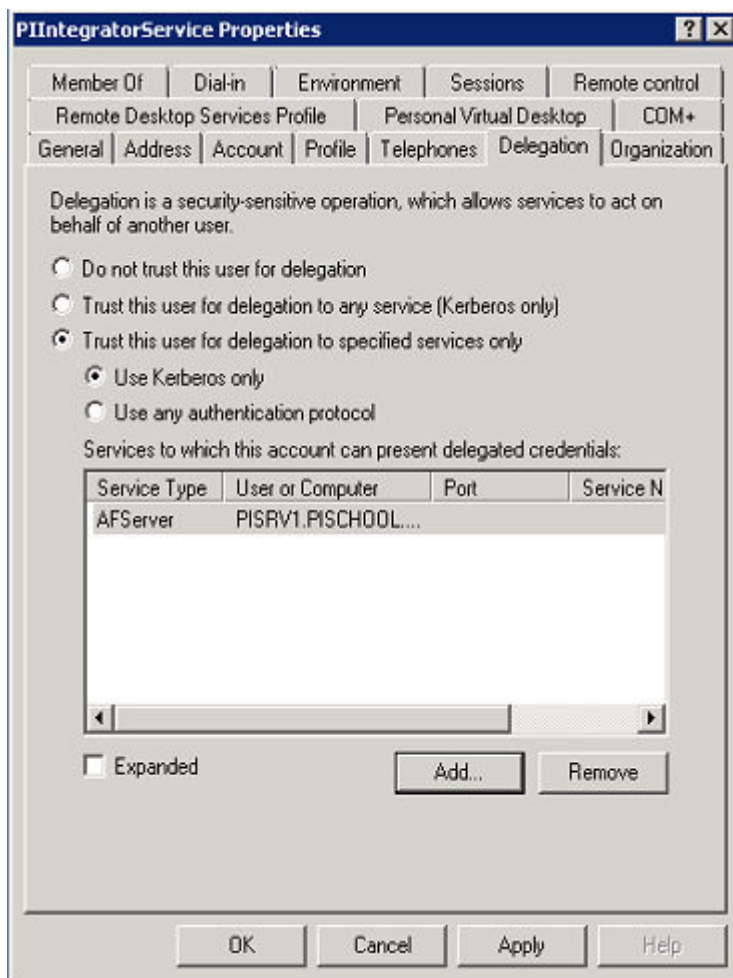 PIIntegratorService Properties
? X
Member Of Dial-in Environment Sessions Remote control
Remote Desktop Services Profile Personal Virtual Desktop COM+
General Address Account Profile Telephones Delegation Organization
Delegation is a security-sensitive operation, which allows services to act on
behalf of another user.
Do not trust this user for delegation
Trust this user for delegation to any service (Kerberos only)
Trust this user for delegation to specified services only
Use Kerberos only
Use any authentication protocol
Services to which this account can present delegated credentials:
Service Type User or Computer Port Service N
AFServer PISRV1.PISCHOOL....
Expanded Add... Remove
OK Cancel Apply Help